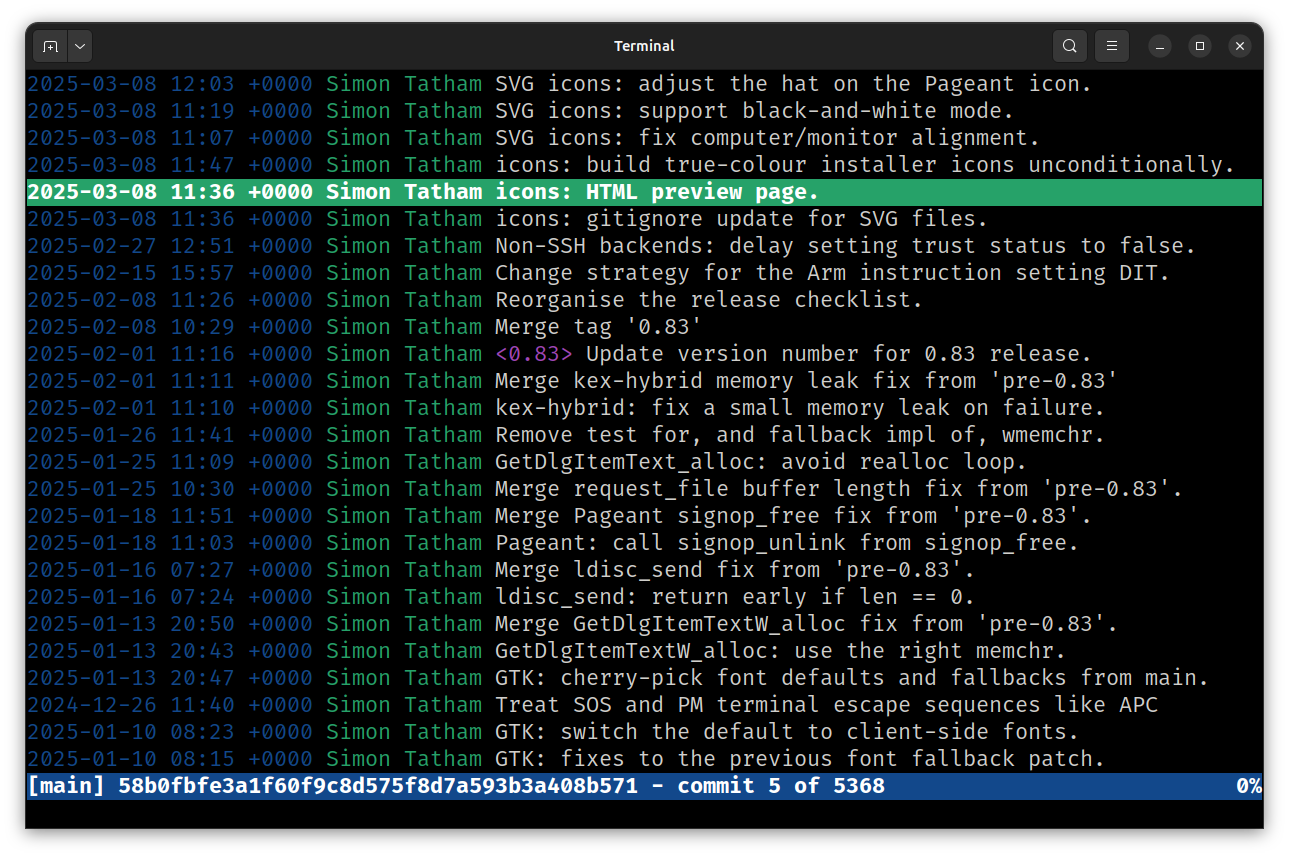 Terminal
2025-03-08 12:03 +0000 Simon Tatham SVG icons: adjust the hat on the Pageant icon.
2025-03-08 11:19 +0000 Simon Tatham SVG icons: support black-and-white mode.
2025-03-08 11:07 +0000 Simon Tatham SVG icons: fix computer/monitor alignment.
2025-03-08 11:47 +0000 Simon Tatham icons: build true-colour installer icons unconditionally.
2025-03-08 11:36 +0000 Simon Tatham icons: HTML preview page.
2025-03-08 11:36 +0000 Simon Tatham icons: gitignore update for SVG files.
2025-02-27 12:51 +0000 Simon Tatham Non-SSH backends: delay setting trust status to false.
2025-02-15 15:57 +0000 Simon Tatham Change strategy for the Arm instruction setting DIT.
2025-02-08 11:26 +0000 Simon Tatham Reorganise the release checklist.
2025-02-08 10:29 +0000 Simon Tatham Merge tag '0.83'
2025-02-01 11:16 +0000 Simon Tatham <0.83> Update version number for 0.83 release.
2025-02-01 11:11 +0000 Simon Tatham Merge kex-hybrid memory leak fix from 'pre-0.83'
2025-02-01 11:10 +0000 Simon Tatham kex-hybrid: fix a small memory leak on failure.
2025-01-26 11:41 +0000 Simon Tatham Remove test for, and fallback impl of, wmemchr.
2025-01-25 11:09 +0000 Simon Tatham GetDlgItemText_alloc: avoid realloc loop.
2025-01-25 10:30 +0000 Simon Tatham Merge request_file buffer length fix from 'pre-0.83'.
2025-01-18 11:51 +0000 Simon Tatham Merge Pageant signop_free fix from 'pre-0.83'.
2025-01-18 11:03 +0000 Simon Tatham Pageant: call signop_unlink from signop_free.
2025-01-16 07:27 +0000 Simon Tatham Merge ldisc_send fix from 'pre-0.83'.
2025-01-16 07:24 +0000 Simon Tatham ldisc_send: return early if len == 0.
2025-01-13 20:50 +0000 Simon Tatham Merge GetDlgItemTextW_alloc fix from 'pre-0.83'.
2025-01-13 20:43 +0000 Simon Tatham GetDlgItemTextW_alloc: use the right memchr.
2025-01-13 20:47 +0000 Simon Tatham GTK: cherry-pick font defaults and fallbacks from main.
2024-12-26 11:40 +0000 Simon Tatham Treat SOS and PM terminal escape sequences like APC
2025-01-10 08:23 +0000 Simon Tatham GTK: switch the default to client-side fonts.
2025-01-10 08:15 +0000 Simon Tatham GTK: fixes to the previous font fallback patch.
[main] 58b0fbfe3a1f60f9c8d575f8d7a593b3a408b571 - commit 5 of 5368 0%